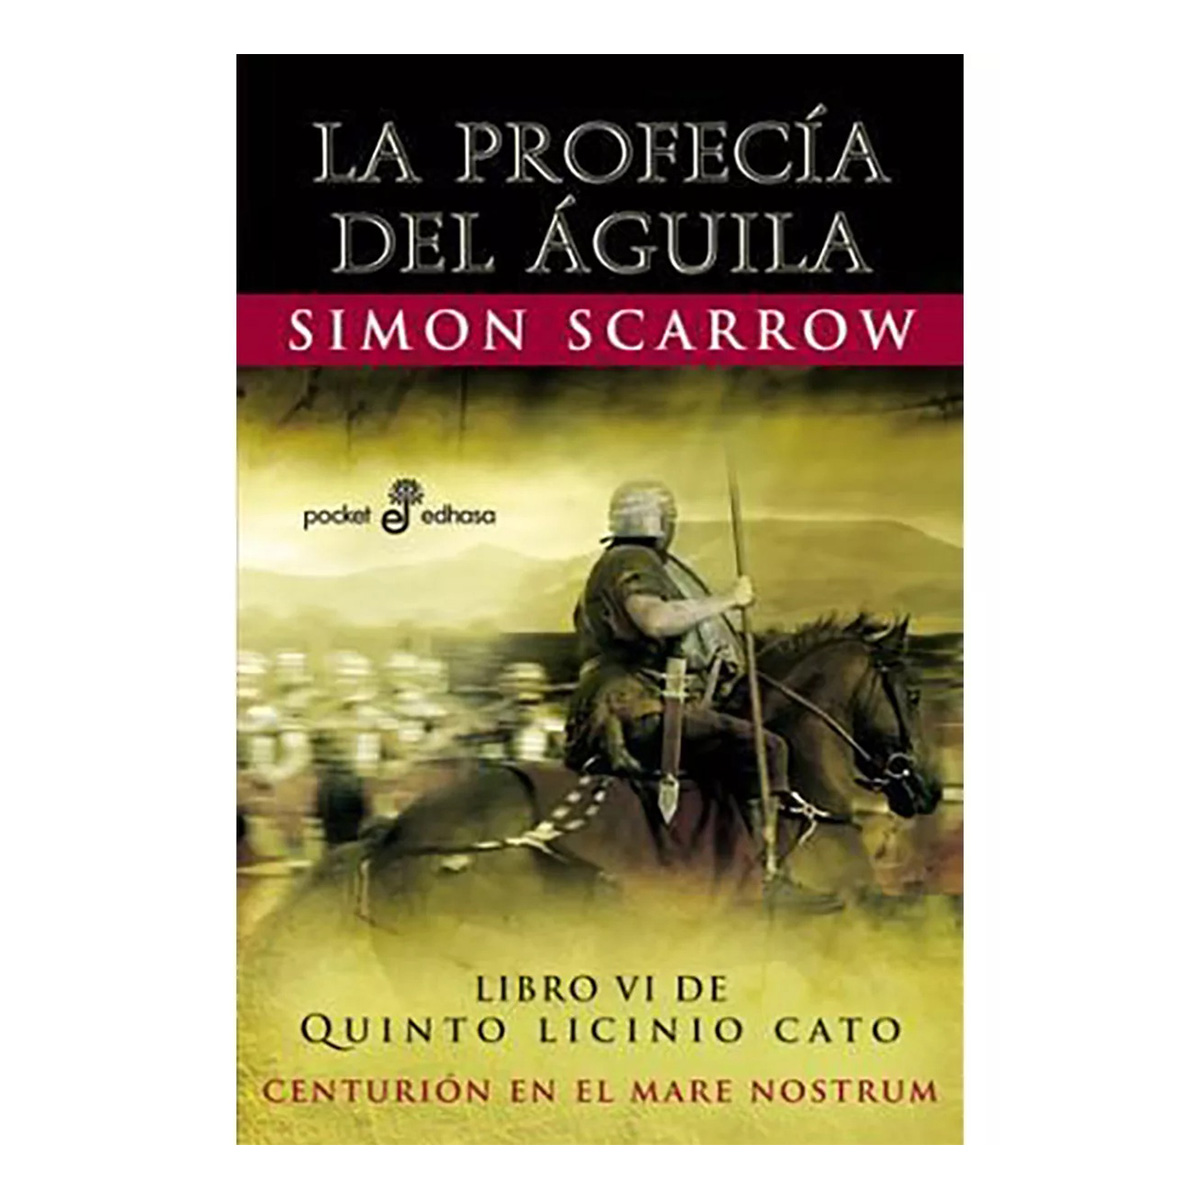 LA PROFECÍA
DEL ÁGUILA
SIMON SCARROW
pocket edhasa
LIBRO VI DE
QUINTO LICINIO CATO
CENTURIÓN EN EL MARE NOSTRUM